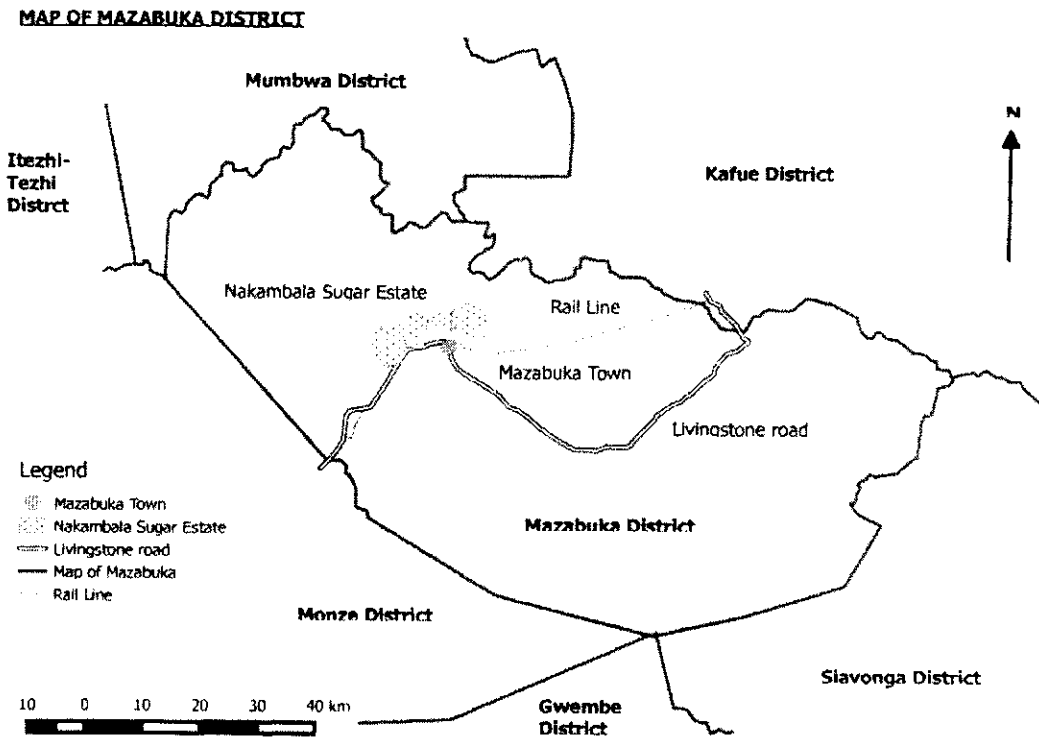 MAP OF MAZABUKA DISTRICT
Mumbwa District
N
Itezhi-
Tezhi
Distrct
Kafue District
Nakambala Sugar Estate
Rail Line
Mazabuka Town
Livingstone road
Legend
Mazabuka Town
Nakambala Sugar Estate
Livingstone road
Map of Mazabuka
Rail Line
Mazabuka District
Monze District
Siavonga District
Gwembe
District
10 0 10 20 30 40 km